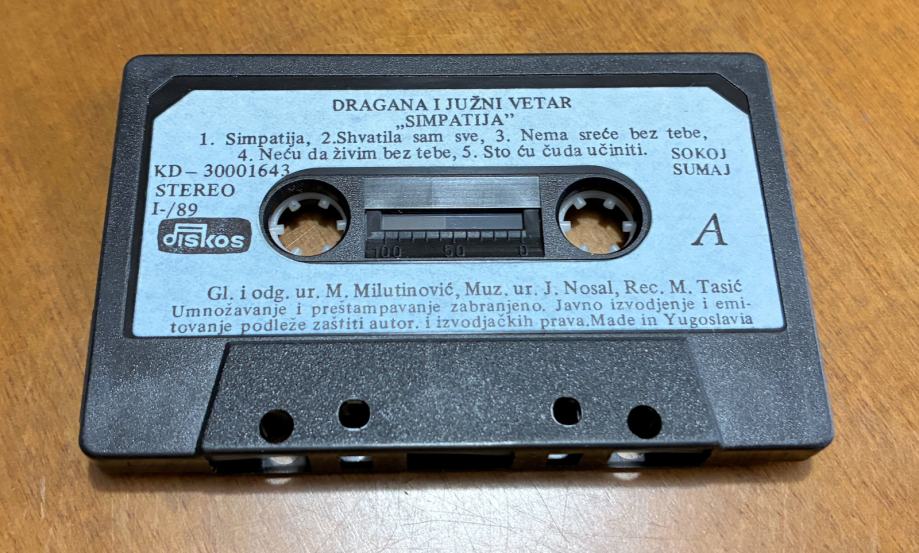 DRAGANA I JUŽNI VETAR
„SIMPATIJA”
1. Simpatija, 2.Shvatila sam sve, 3. Nema sreće bez tebe,
4. Neću da živim bez tebe, 5. Sto ću čuda učiniti.
SOKOJ
SUMAJ
KD – 30001643
STEREO
I-/89
diskos
100 50 0
A
Gl. i odg. ur. M. Milutinović, Muz. ur. J. Nosal, Rec. M. Tasić
Umnožavanje i preštampavanje zabranjeno. Javno izvodjenje i emi-
tovanje podleže zaštiti autor. i izvodjačkih prava.Made in Yugoslavia